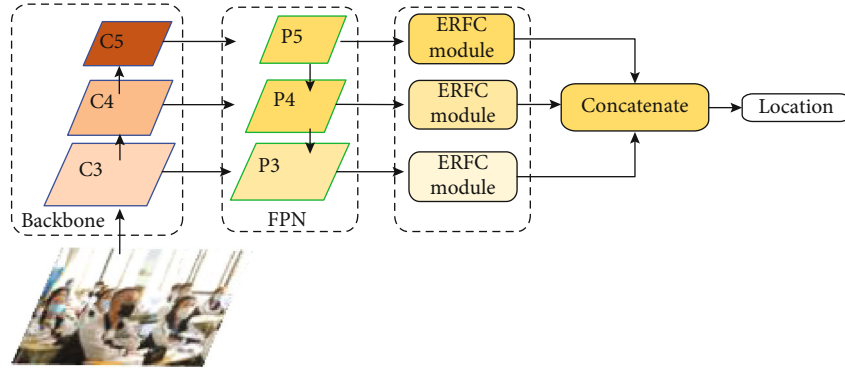 C5
P5
ERFC
module
C4
P4
ERFC
module
Concatenate
Location
C3
P3
ERFC
module
Backbone
FPN